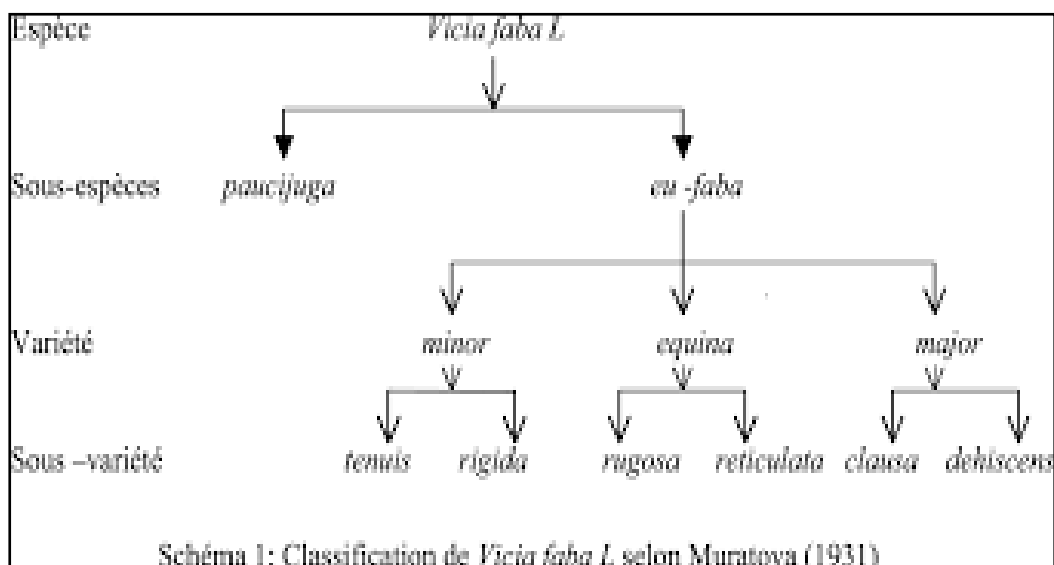 Espèce Vicia faba L
Sous-espèces paucijuga eu -faba
Variété minor equina major
Sous –variété tenuis rigida rugosa reticulata clausa dehiscens
Schéma 1: Classification de Vicia faba L selon Muratova (1931)